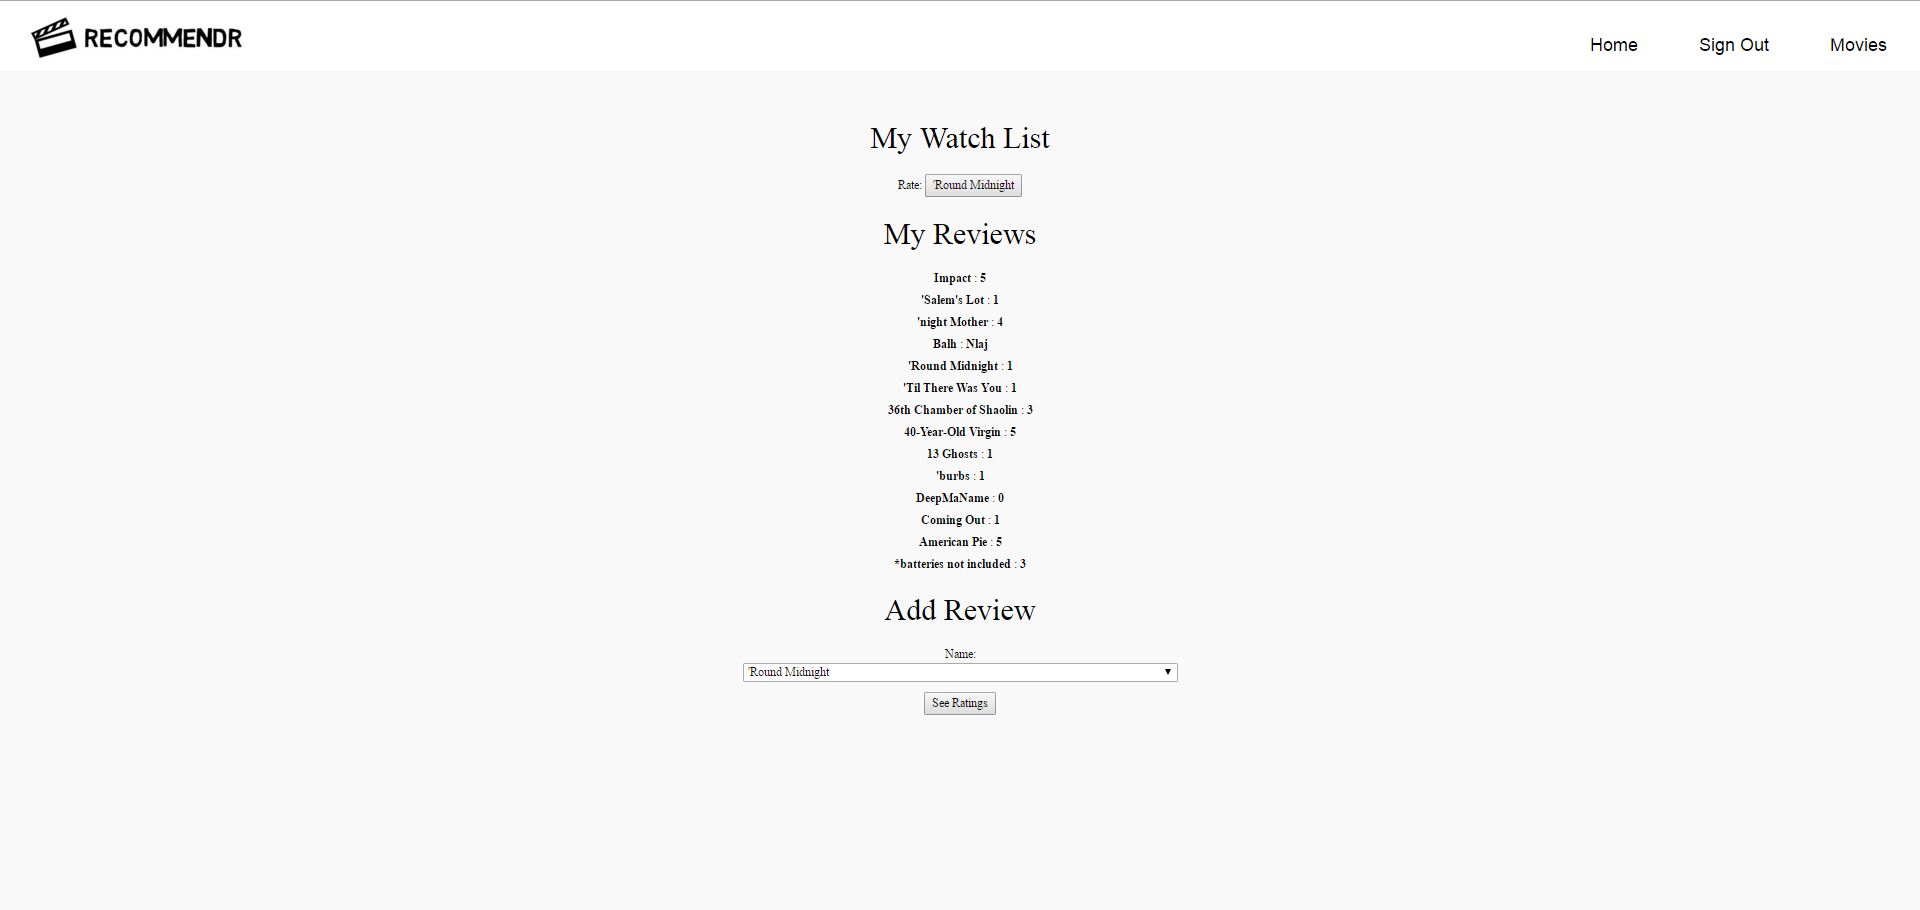 RECOMMENDR
Home Sign Out Movies
My Watch List
Rate: 'Round Midnight
My Reviews
Impact : 5
'Salem's Lot : 1
'night Mother : 4
Balh : Nlaj
'Round Midnight : 1
'Til There Was You : 1
36th Chamber of Shaolin : 3
40-Year-Old Virgin : 5
13 Ghosts : 1
'burbs : 1
DeepMaName : 0
Coming Out : 1
American Pie : 5
*batteries not included : 3
Add Review
Name:
'Round Midnight
See Ratings